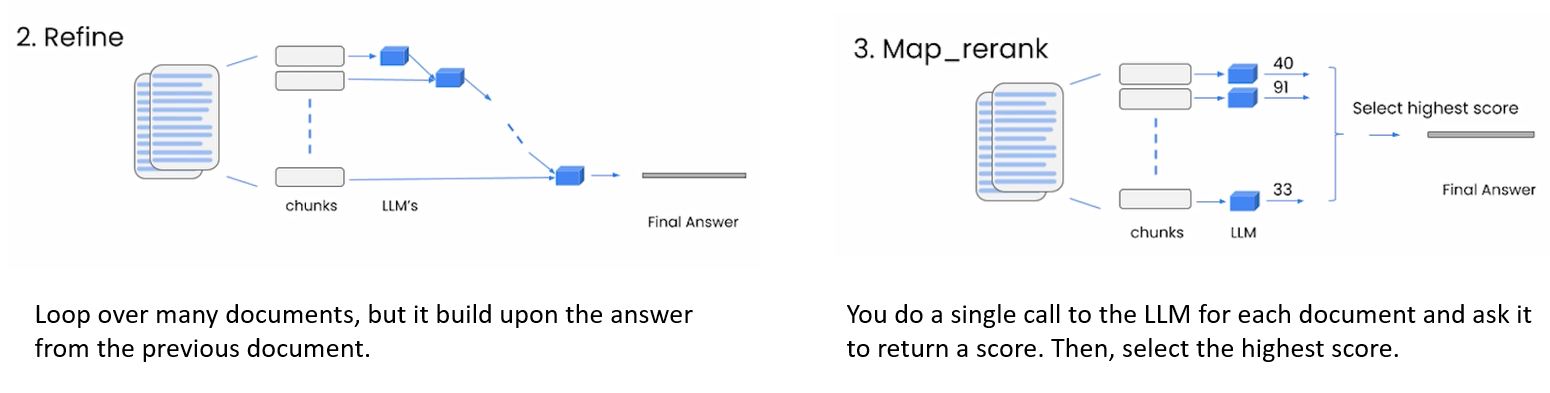 2. Refine
chunks
LLM's
Final Answer
Loop over many documents, but it build upon the answer
from the previous document.
3. Map_rerank
40
91
Select highest score
33
Final Answer
chunks
LLM
You do a single call to the LLM for each document and ask it
to return a score. Then, select the highest score.